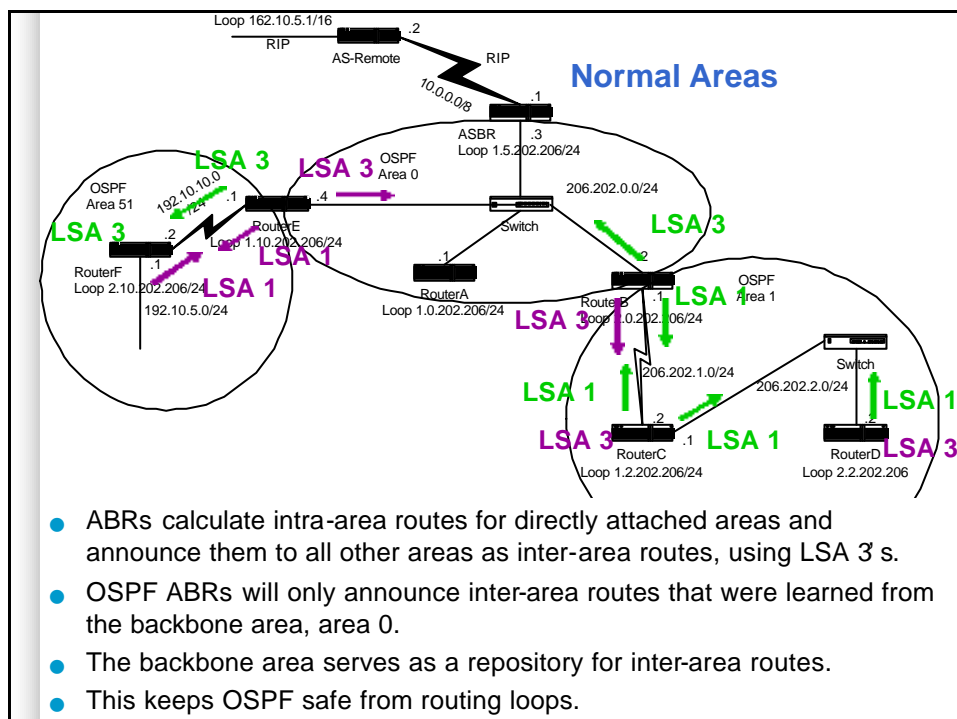 Loop 162.10.5.1/16
RIP
.2
AS-Remote
RIP
Normal Areas
10.0.0.0/8
.1
ASBR
.3
Loop 1.5.202.206/24
OSPF
Area 0
LSA 3
LSA 3
OSPF
Area 51
192.10.10.0
/24
.1
.4
206.202.0.0/24
LSA 3
LSA 3
.2
RouterE
Loop 1.10.202.206/24
Switch
LSA 1
.1
RouterF
Loop 2.10.202.206/24
LSA 1
192.10.5.0/24
.1
RouterA
Loop 1.0.202.206/24
.2
RouterB
Loop 2.0.202.206/24
.1
OSPF
Area 1
LSA 1
LSA 3
Switch
206.202.1.0/24
206.202.2.0/24
LSA 1
LSA 1
LSA 3
.2
.1
LSA 1
.2
RouterC
Loop 1.2.202.206/24
RouterD
LSA 3
Loop 2.2.202.206
ABRs calculate intra-area routes for directly attached areas and
announce them to all other areas as inter-area routes, using LSA 3's.
OSPF ABRs will only announce inter-area routes that were learned from
the backbone area, area 0.
The backbone area serves as a repository for inter-area routes.
This keeps OSPF safe from routing loops.